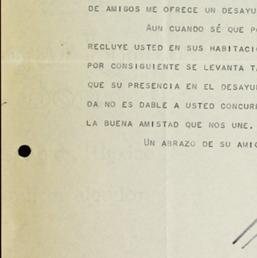 DE AMIGOS ME OFRECE UN DESAYU
AUN CUANDO SÉ QUE
RECLUYE USTED EN SUS HABITACIO
POR CONSIGUIENTE SE LEVANTA
QUE SU PRESENCIA EN EL DESAYU
DA NO ES DABLE A USTED CONCUR
LA BUENA AMISTAD QUE NOS UNE.
UN ABRAZO DE SU AMIG